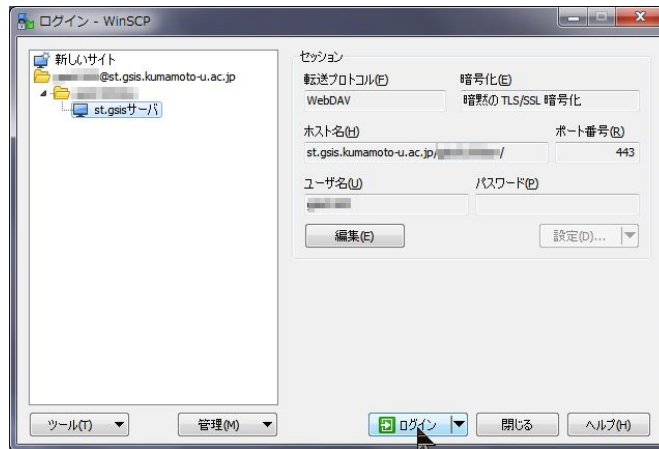 ログイン - WinSCP
新しいサイト
@st.gsis.kumamoto-u.ac.jp
st.gsisサーバ
セッション
転送プロトコル(F)
暗号化(E)
WebDAV
暗黙の TLS/SSL 暗号化
ホスト名(H)
ポート番号(R)
st.gsis.kumamoto-u.ac.jp/ /
443
ユーザ名(U)
パスワード(P)
編集(E)
設定(D)...
ツール(T)
管理(M)
ログイン
閉じる
ヘルプ(H)